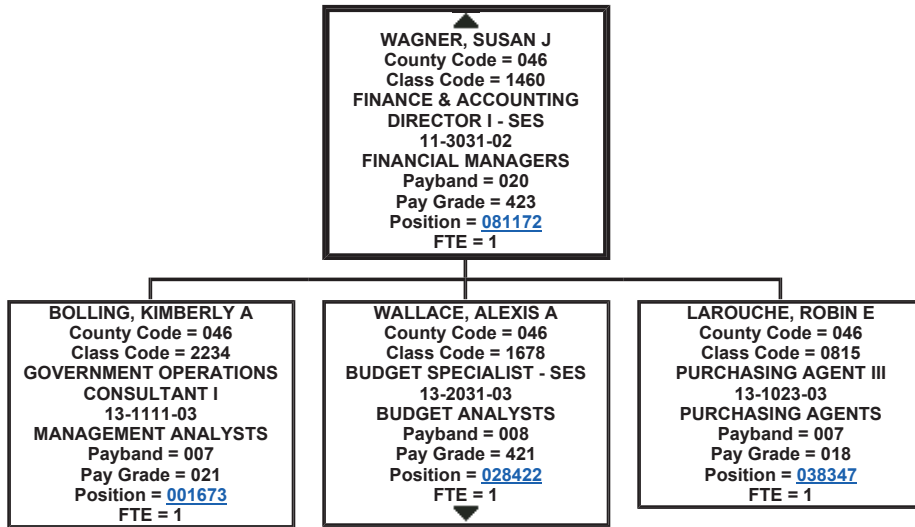 WAGNER, SUSAN J
County Code = 046
Class Code = 1460
FINANCE & ACCOUNTING
DIRECTOR I - SES
11-3031-02
FINANCIAL MANAGERS
Payband = 020
Pay Grade = 423
Position = 081172
FTE = 1
BOLLING, KIMBERLY A
County Code = 046
Class Code = 2234
GOVERNMENT OPERATIONS
CONSULTANT I
13-1111-03
MANAGEMENT ANALYSTS
Payband = 007
Pay Grade = 021
Position = 001673
FTE = 1
WALLACE, ALEXIS A
County Code = 046
Class Code = 1678
BUDGET SPECIALIST - SES
13-2031-03
BUDGET ANALYSTS
Payband = 008
Pay Grade = 421
Position = 028422
FTE = 1
LAROUCHE, ROBIN E
County Code = 046
Class Code = 0815
PURCHASING AGENT III
13-1023-03
PURCHASING AGENTS
Payband = 007
Pay Grade = 018
Position = 038347
FTE = 1